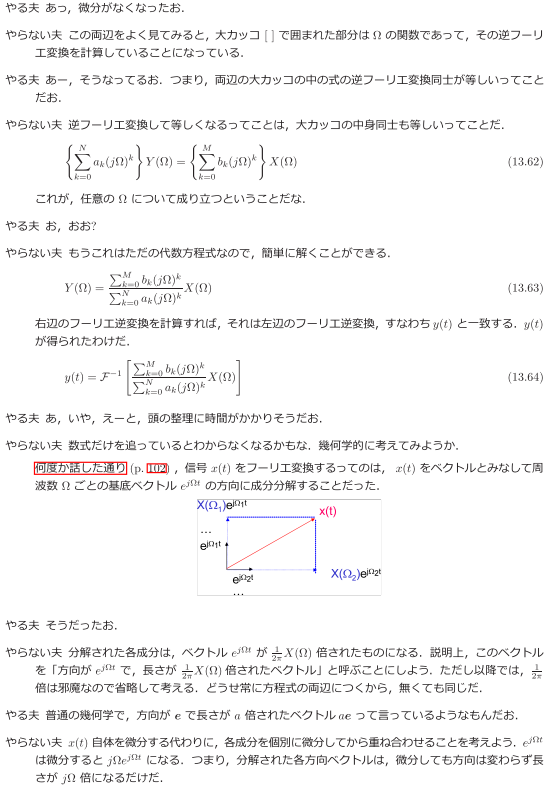 やる夫 あっ，微分がなくなったお．
やらない夫 この両辺をよく見てみると，大カッコ [ ] で囲まれた部分は Ω の関数であって，その逆フー
リエ変換を計算していることになっている．
やる夫 あー，そうなってるお．つまり，両辺の大カッコの中の式の逆フーリエ変換同士が等しいってこと
だお．
やらない夫 逆フーリエ変換して等しくなるってことは，大カッコの中身同士も等しいってことだ．
{∑_{k=0}^{N} a_k(jΩ)^k} Y(Ω) = {∑_{k=0}^{M} b_k(jΩ)^k} X(Ω) (13.62)
これが，任意の Ω について成り立つということだな．
やる夫 お，おお?
やらない夫 もうこれはただの代数方程式なので，簡単に解くことができる．
Y(Ω) = \frac{∑_{k=0}^{M} b_k(jΩ)^k}{∑_{k=0}^{N} a_k(jΩ)^k} X(Ω) (13.63)
右辺のフーリエ逆変換を計算すれば，それは左辺のフーリエ逆変換，すなわち y(t) と一致する．y(t)
が得られたわけだ．
y(t) = F^{-1} [\frac{∑_{k=0}^{M} b_k(jΩ)^k}{∑_{k=0}^{N} a_k(jΩ)^k} X(Ω)] (13.64)
やる夫 あ，いや，えーと，頭の整理に時間がかかりそうだお．
やらない夫 数式だけを追っているとわからなくなるかもな．幾何学的に考えてみようか．
何度か話した通り (p. 102) ，信号 x(t) をフーリエ変換するってのは， x(t) をベクトルとみなして周
波数 Ω ごとの基底ベクトル e^{jΩt} の方向に成分分解することだった．
X(Ω1)e^{jΩ1t}
x(t)
…
e^{jΩ1t}
X(Ω2)e^{jΩ2t}
e^{jΩ2t}
…
やる夫 そうだったお．
やらない夫 分解された各成分は，ベクトル e^{jΩt} が \frac{1}{2π}X(Ω) 倍されたものになる．説明上，このベクトル
を「方向が e^{jΩt} で，長さが \frac{1}{2π}X(Ω) 倍されたベクトル」と呼ぶことにしよう．ただし以降では，\frac{1}{2π}
倍は邪魔なので省略して考える．どうせ常に方程式の両辺につくから，無くても同じだ．
やる夫 普通の幾何学で，方向が e で長さが a 倍されたベクトル ae って言っているようなもんだお．
やらない夫 x(t) 自体を微分する代わりに，各成分を個別に微分してから重ね合わせることを考えよう．e^{jΩt}
は微分すると jΩe^{jΩt} になる．つまり，分解された各方向ベクトルは，微分しても方向は変わらず長
さが jΩ 倍になるだけだ．